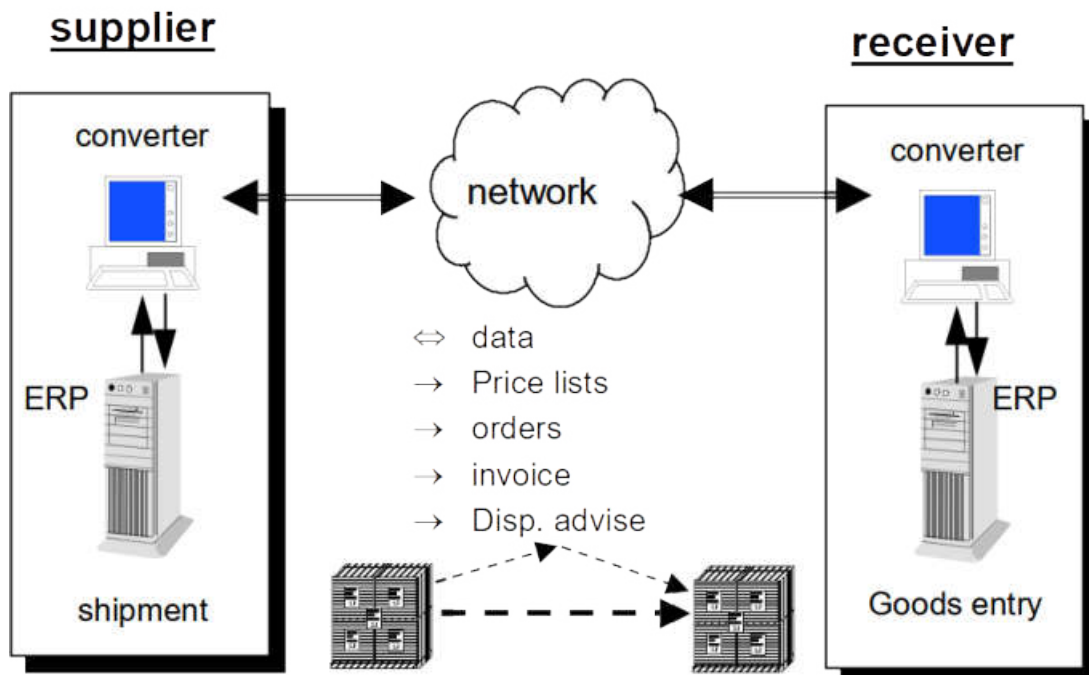 supplier
receiver
converter
converter
network
⇔ data
→ Price lists
ERP
ERP
→ orders
→ invoice
→ Disp. advise
shipment
Goods entry